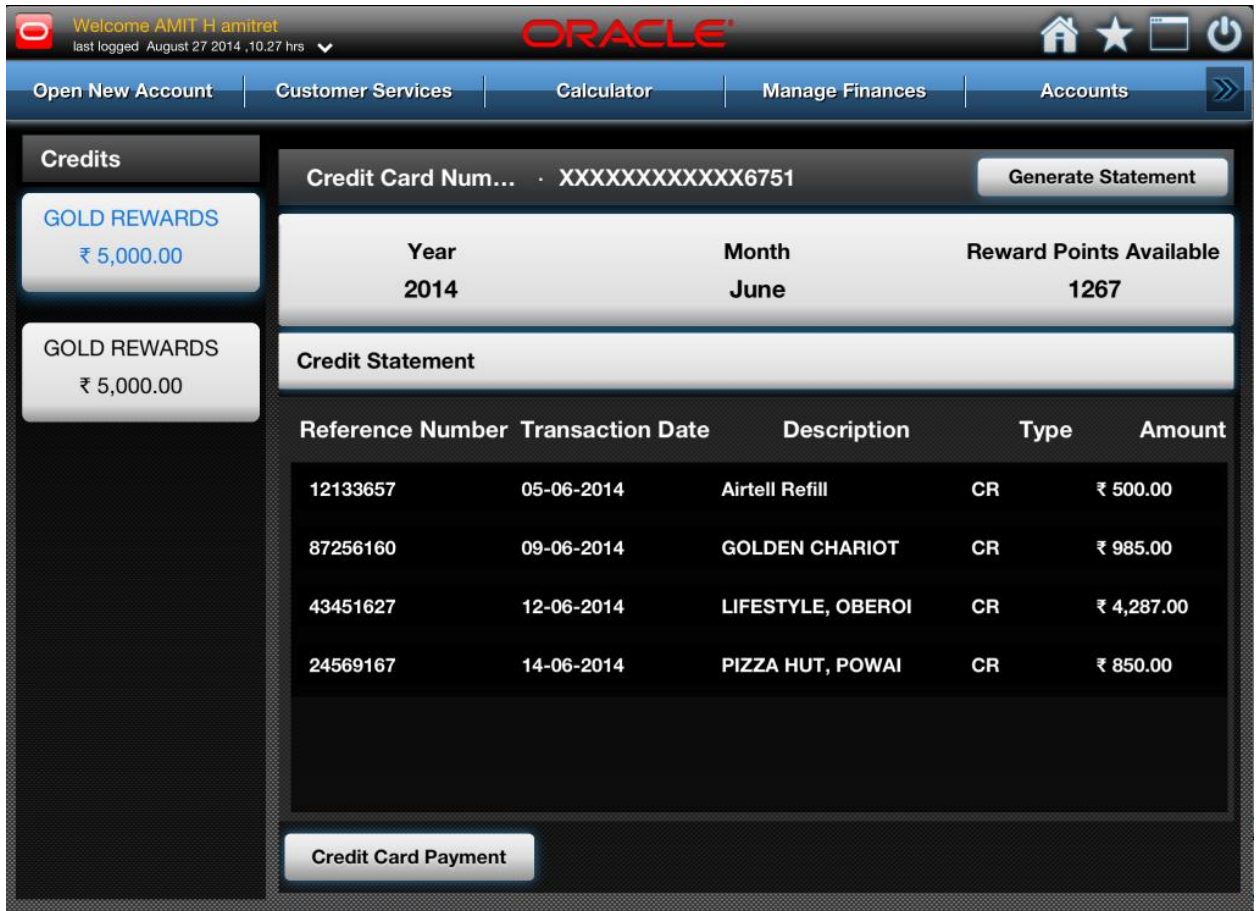 Welcome AMIT H amitret
last logged August 27 2014 ,10.27 hrs
ORACLE
Open New Account Customer Services Calculator Manage Finances Accounts
Credits
GOLD REWARDS
₹ 5,000.00
GOLD REWARDS
₹ 5,000.00
Credit Card Num... · XXXXXXXXXXXX6751 Generate Statement
Year Month Reward Points Available
2014 June 1267
Credit Statement
Reference Number Transaction Date Description Type Amount
12133657 05-06-2014 Airtell Refill CR ₹ 500.00
87256160 09-06-2014 GOLDEN CHARIOT CR ₹ 985.00
43451627 12-06-2014 LIFESTYLE, OBEROI CR ₹ 4,287.00
24569167 14-06-2014 PIZZA HUT, POWAI CR ₹ 850.00
Credit Card Payment